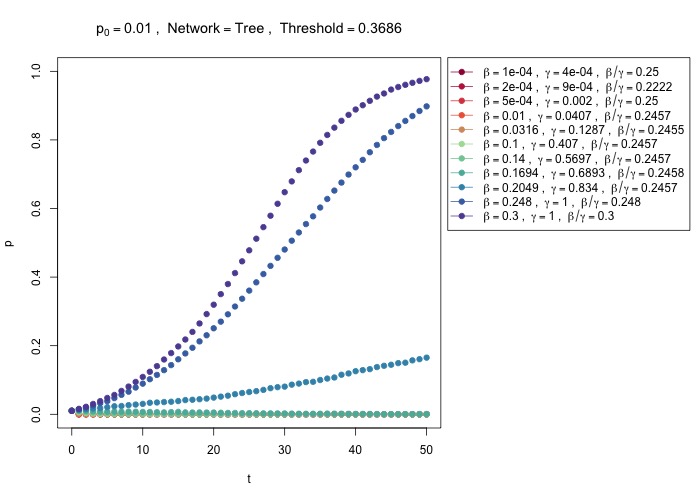 p₀ = 0.01 , Network = Tree , Threshold = 0.3686
β = 1e-04 , γ = 4e-04 , β/γ = 0.25
β = 2e-04 , γ = 9e-04 , β/γ = 0.2222
β = 5e-04 , γ = 0.002 , β/γ = 0.25
β = 0.01 , γ = 0.0407 , β/γ = 0.2457
β = 0.0316 , γ = 0.1287 , β/γ = 0.2455
β = 0.1 , γ = 0.407 , β/γ = 0.2457
β = 0.14 , γ = 0.5697 , β/γ = 0.2457
β = 0.1694 , γ = 0.6893 , β/γ = 0.2458
β = 0.2049 , γ = 0.834 , β/γ = 0.2457
β = 0.248 , γ = 1 , β/γ = 0.248
β = 0.3 , γ = 1 , β/γ = 0.3
1.0
0.8
0.6
0.4
0.2
0.0
p
0 10 20 30 40 50
t